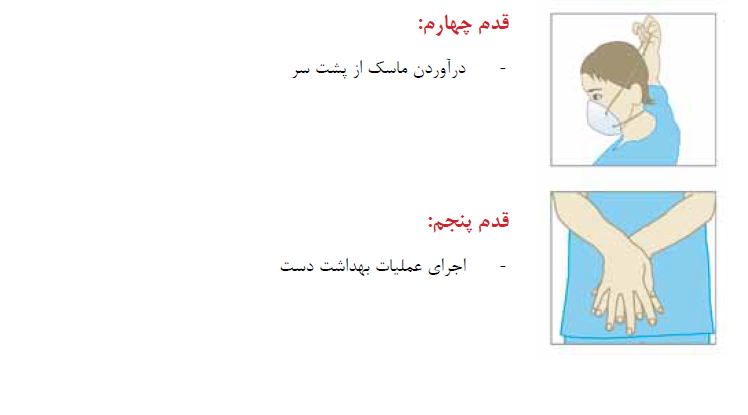 قدم چهارم:
- درآوردن ماسک از پشت سر
قدم پنجم:
- اجرای عملیات بهداشت دست